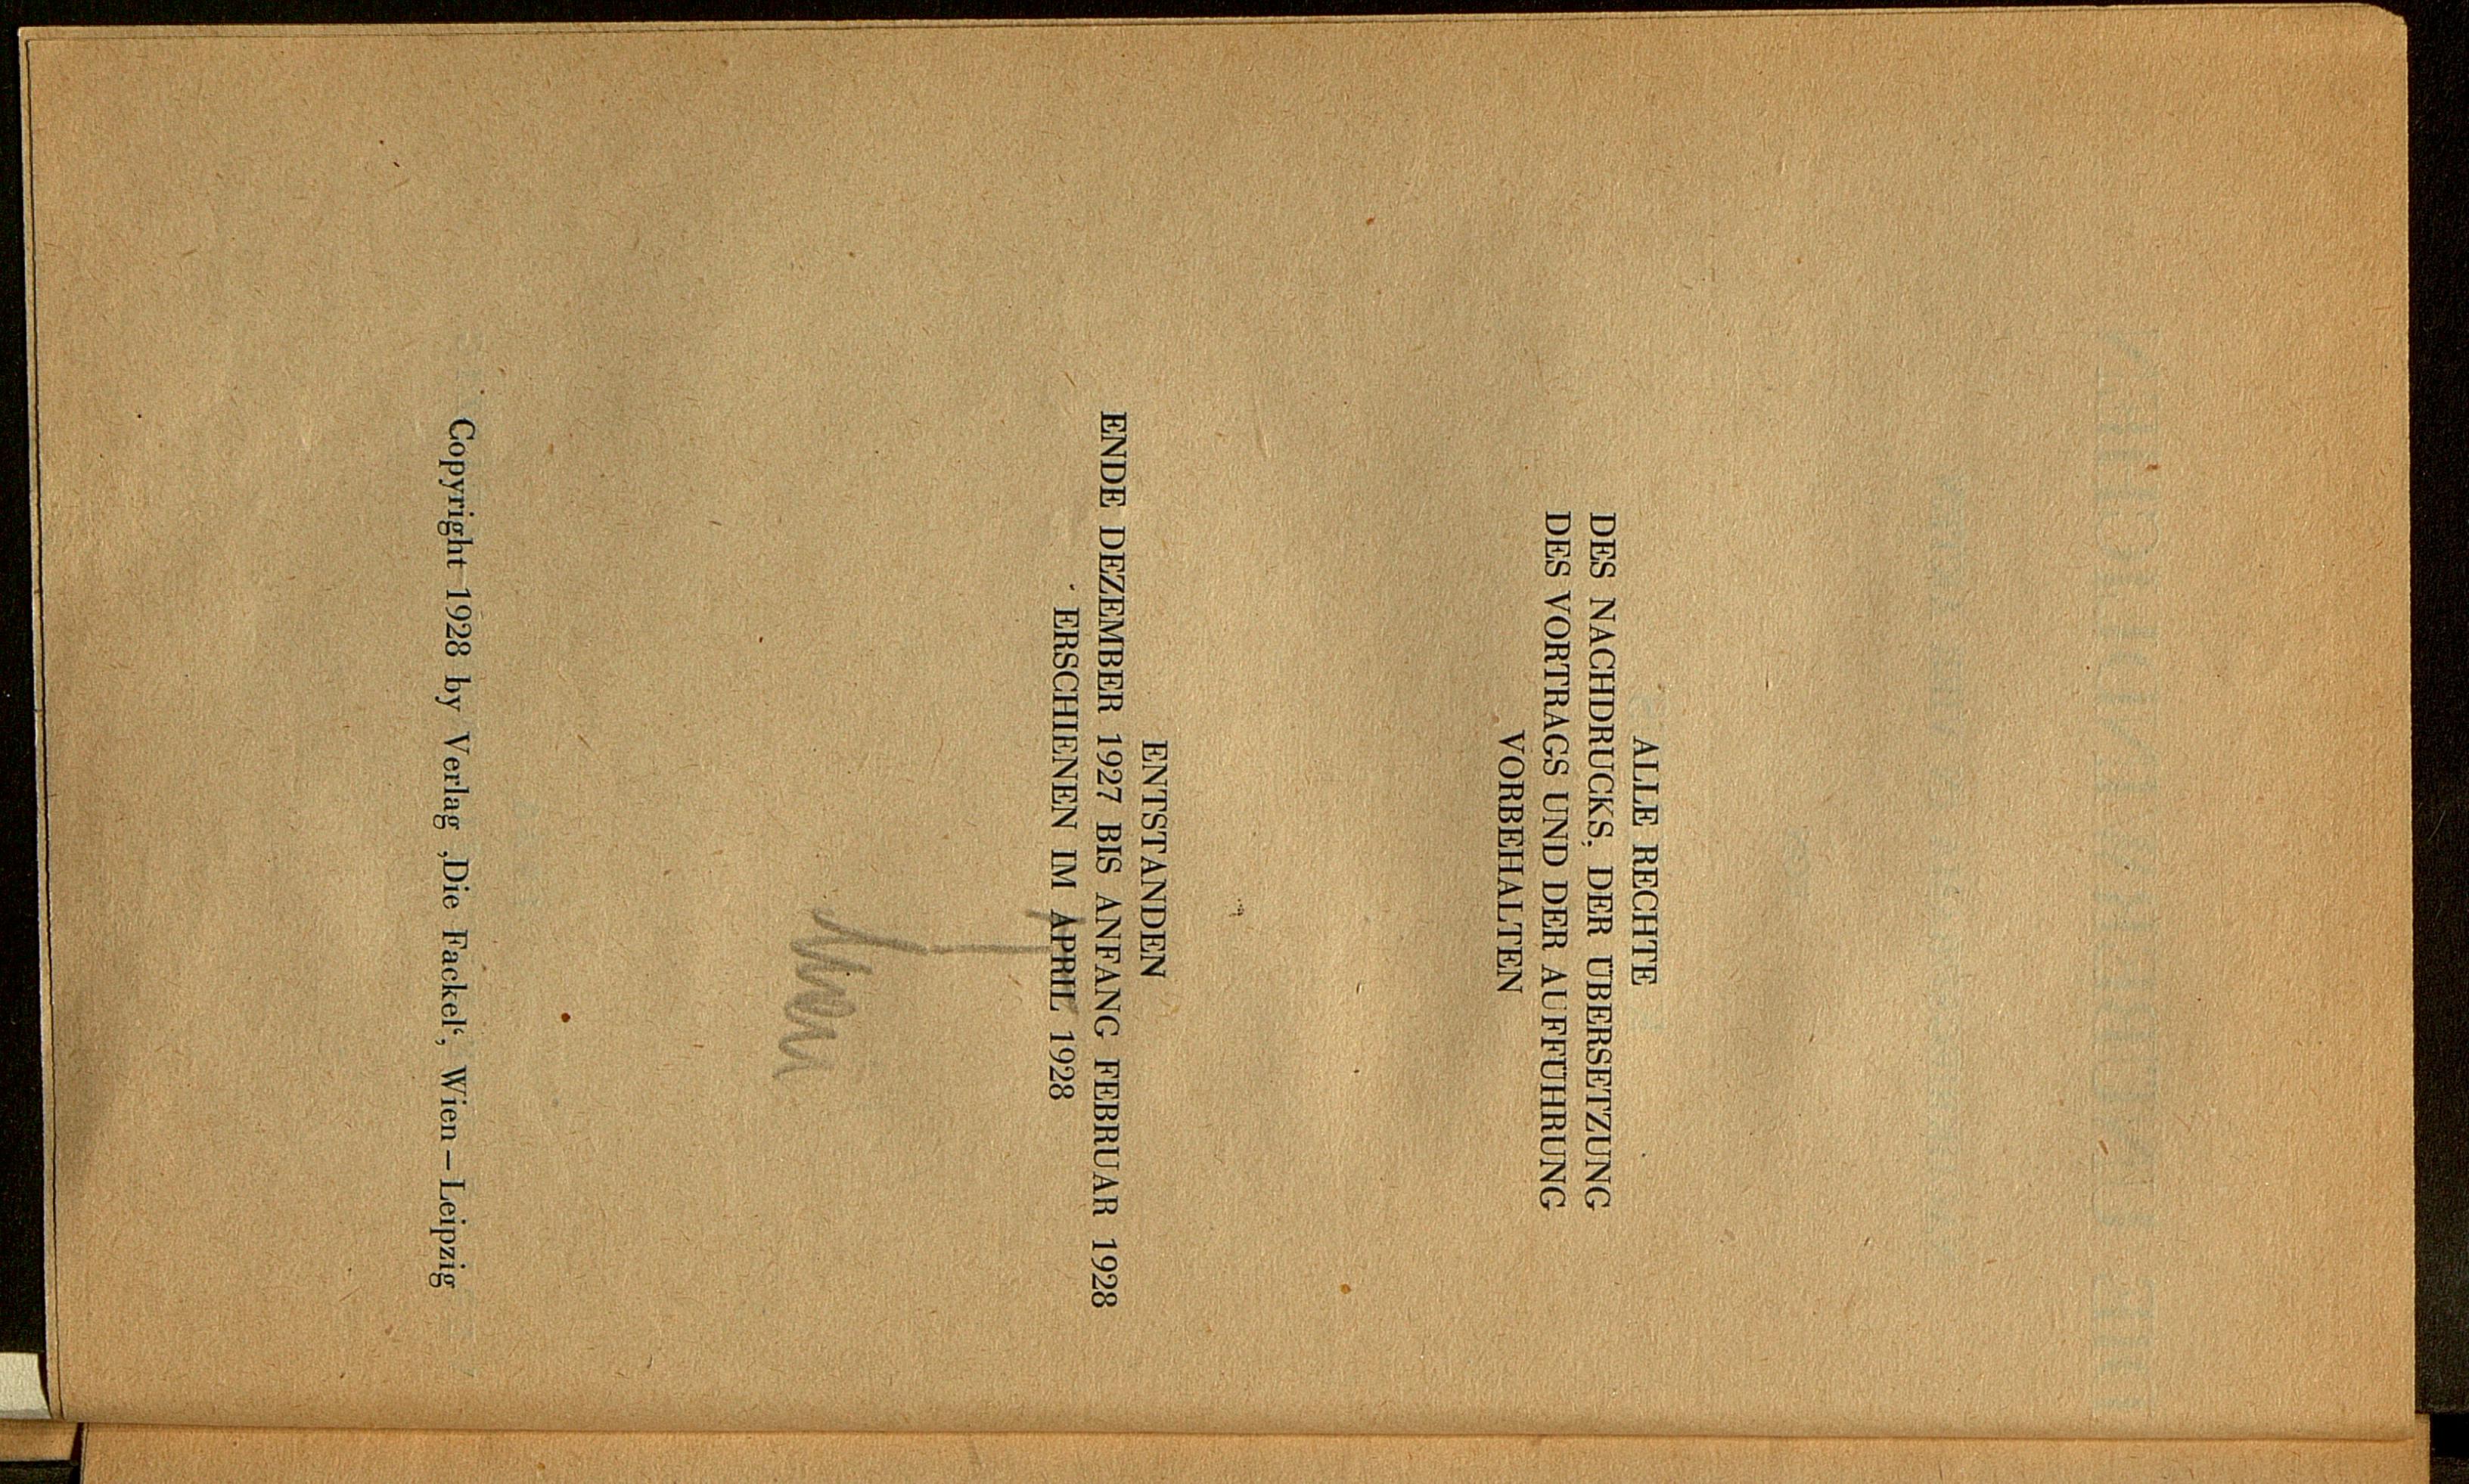 ALLE RECHTE
DES NACHDRUCKS, DER ÜBERSETZUNG
DES VORTRAGS UND DER AUFFÜHRUNG
VORBEHALTEN
ENTSTANDEN
ENDE DEZEMBER 1927 BIS ANFANG FEBRUAR 1928
ERSCHIENEN IM APRIL 1928
Copyright 1928 by Verlag ‚Die Fackel‘, Wien – Leipzig